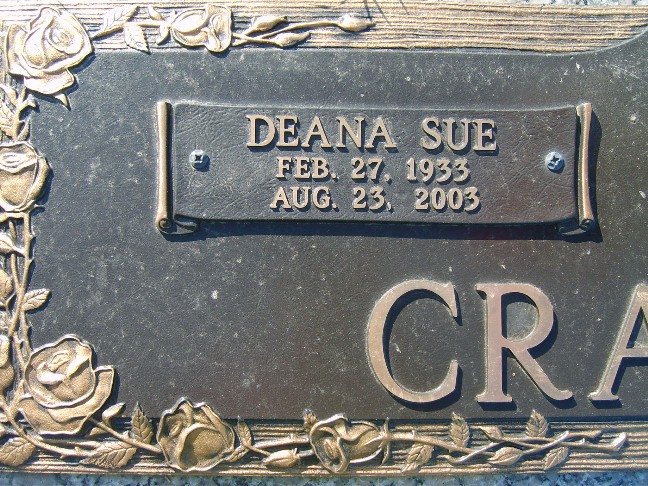 DEANA SUE
FEB. 27, 1933
AUG. 23, 2003
CRA